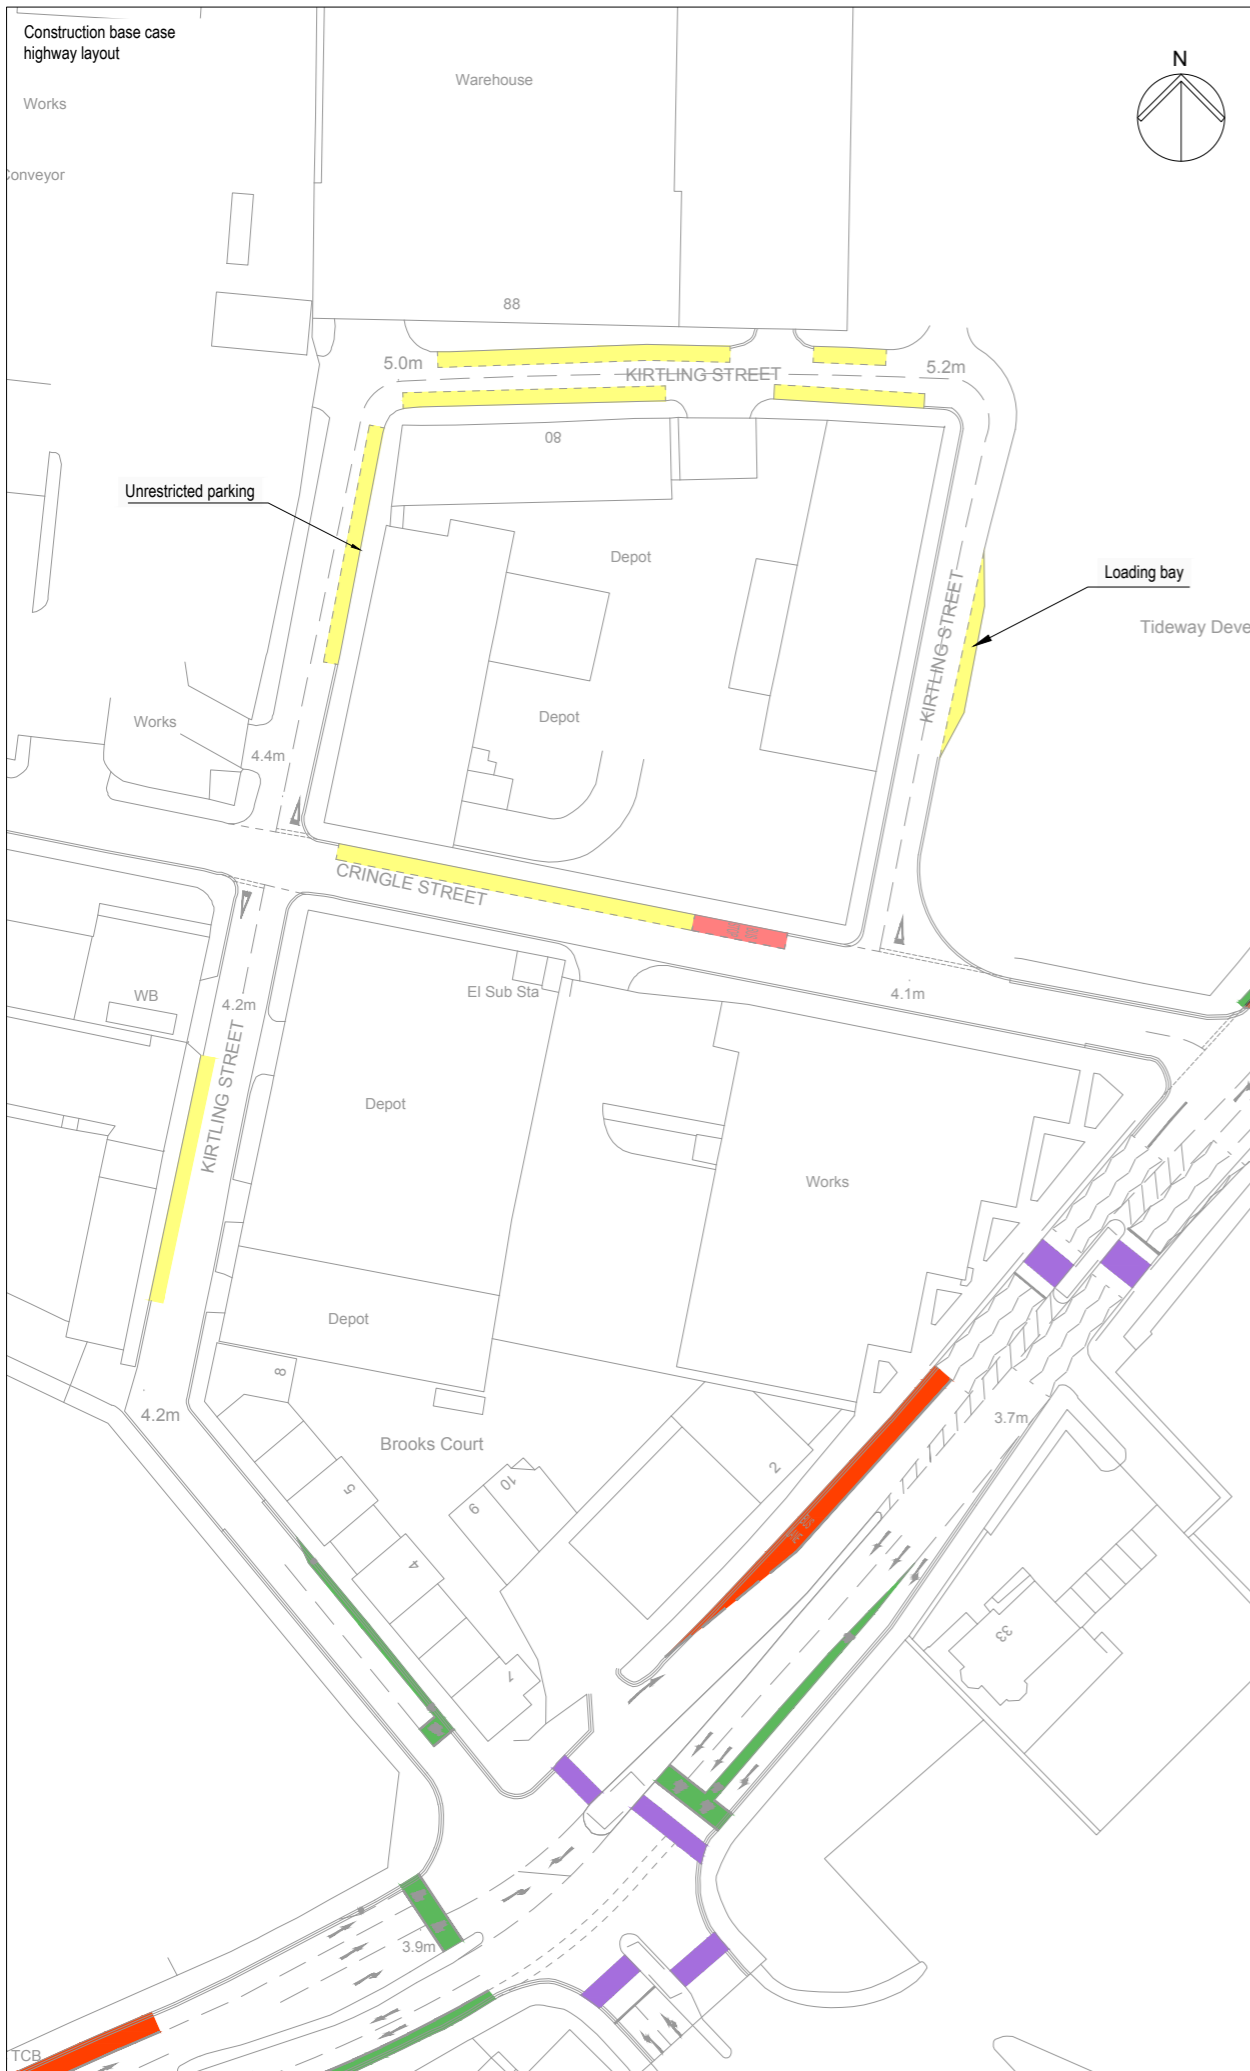 Construction base case
highway layout
N
Works
Warehouse
Conveyor
88
5.0m
KIRTLING STREET
5.2m
80
Unrestricted parking
Depot
Loading bay
KIRTLING STREET
Tideway Deve
Works
Depot
4.4m
CRINGLE STREET
El Sub Sta
4.1m
WB
4.2m
KIRTLING STREET
Depot
Works
Depot
8
4.2m
3.7m
Brooks Court
2
5
10
9
4
33
1
3.9m
TCB